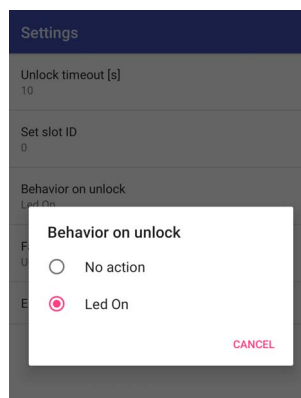 Settings
Unlock timeout [s]
10
Set slot ID
0
Behavior on unlock
Led On
Behavior on unlock
No action
Led On
CANCEL